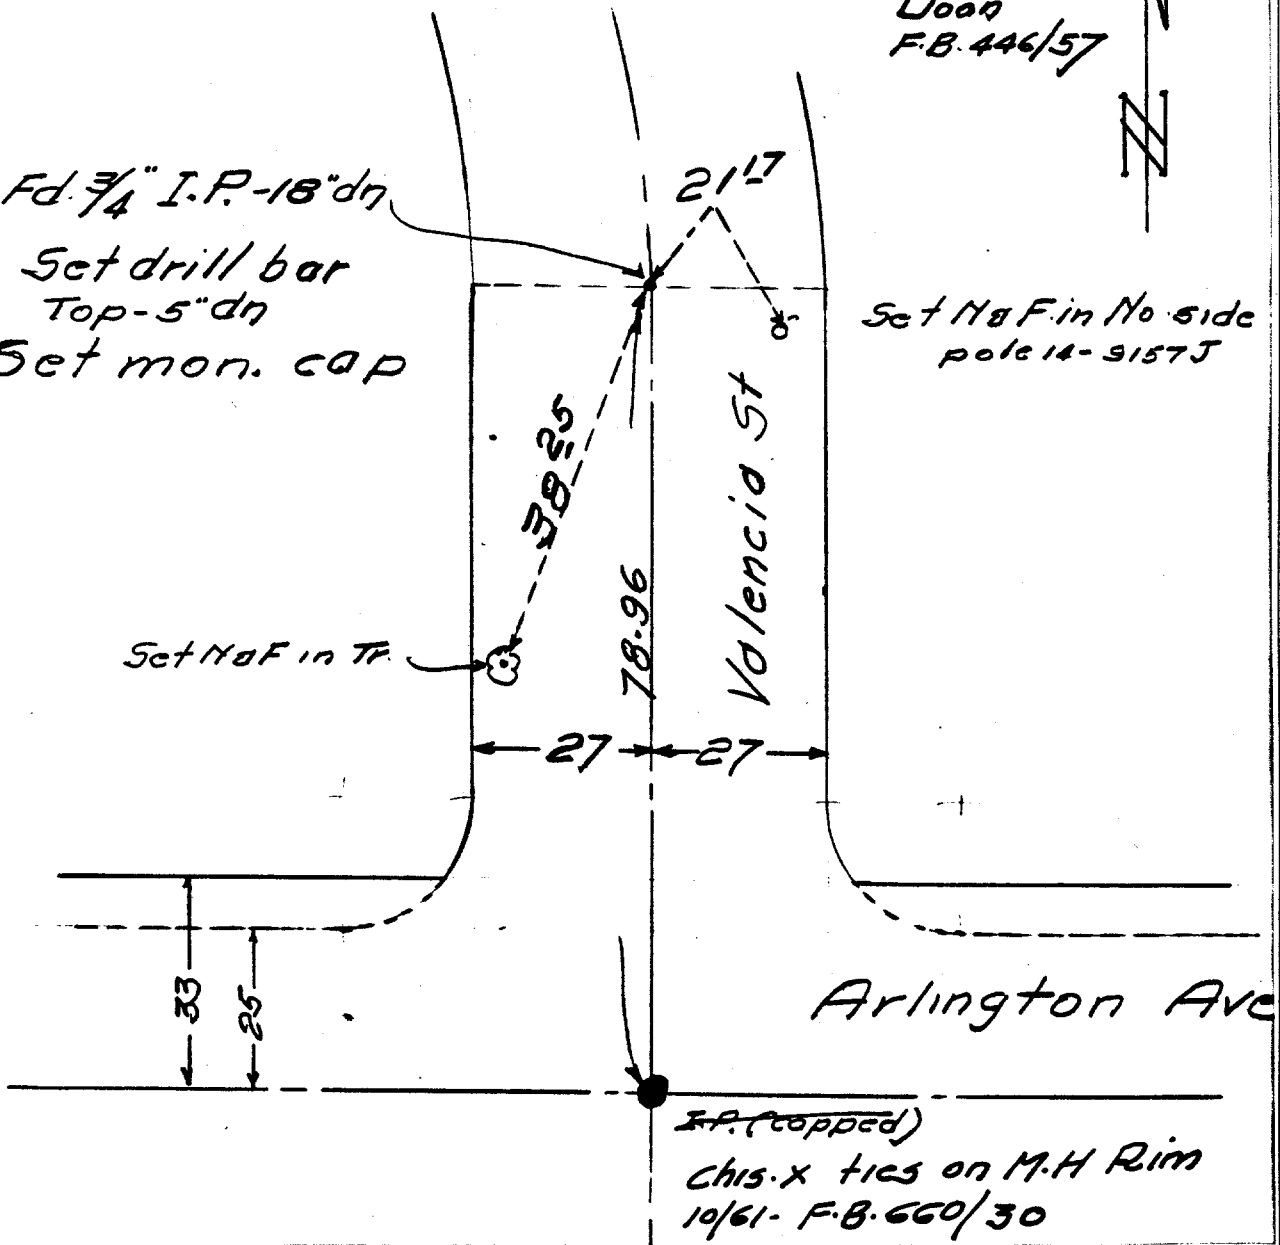 Doan
F.B. 446/57
N
Fd. 3/4" I.P. -18"dn
Set drill bar
Top - 5"dn
Set mon. cap
21 17
Set N&F. in No. side
pole 14 - 3157J
38 25
78.96
Valencia St
Set N&F in Tr.
27
27
33
25
Arlington Ave
I.P. (capped)
Chis. X ties on M.H Rim
10/61 - F.B. 660/30